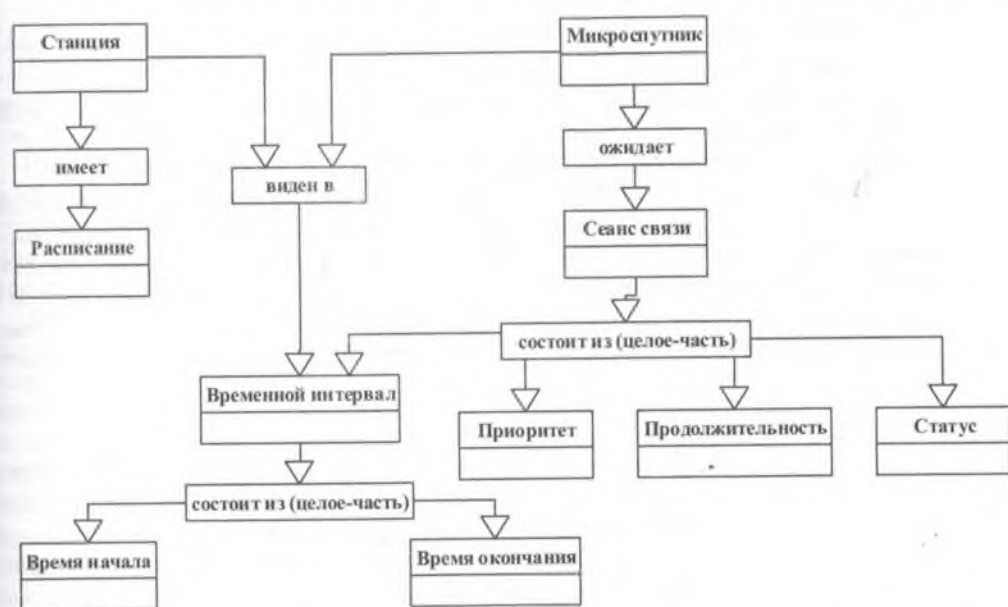 Станция
Микроспутник
имеет
виден в
ожидает
Расписание
Сеанс связи
состоит из (целое-часть)
Временной интервал
Приоритет
Продолжительность
Статус
состоит из (целое-часть)
Время начала
Время окончания